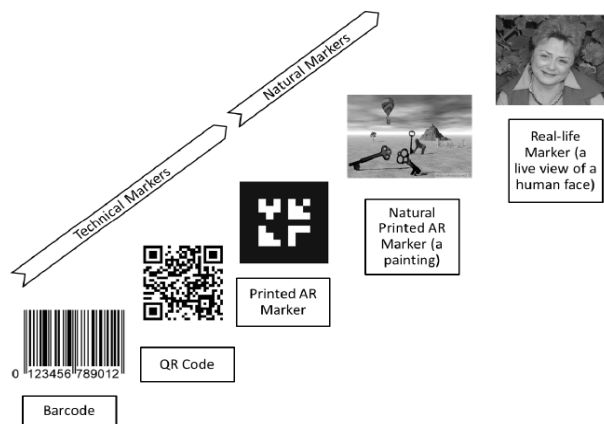 Natural Markers
Technical Markers
Real-life
Marker (a
live view of a
human face)
Natural
Printed AR
Marker (a
painting)
Printed AR
Marker
QR Code
0 123456 789012
Barcode